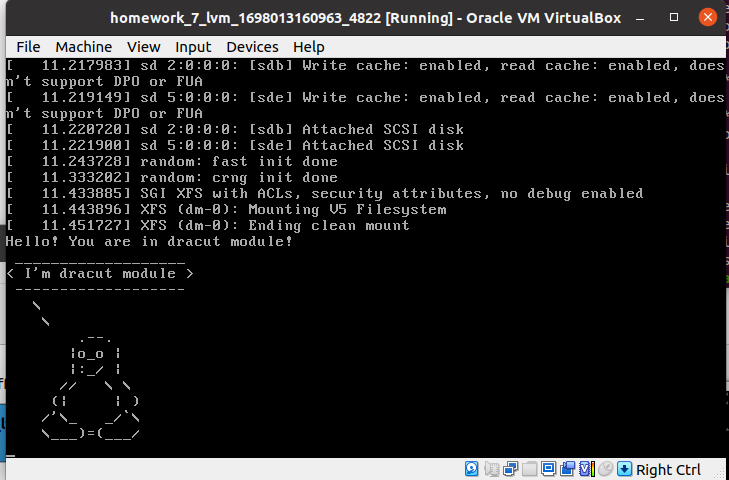 homework_7_lvm_1698013160963_4822 [Running] - Oracle VM VirtualBox
File Machine View Input Devices Help
[   11.217983] sd 2:0:0:0: [sdb] Write cache: enabled, read cache: enabled, does
n't support DPO or FUA
[   11.219149] sd 5:0:0:0: [sde] Write cache: enabled, read cache: enabled, does
n't support DPO or FUA
[   11.220720] sd 2:0:0:0: [sdb] Attached SCSI disk
[   11.221900] sd 5:0:0:0: [sde] Attached SCSI disk
[   11.243728] random: fast init done
[   11.333202] random: crng init done
[   11.433885] SGI XFS with ACLs, security attributes, no debug enabled
[   11.443896] XFS (dm-0): Mounting V5 Filesystem
[   11.451727] XFS (dm-0): Ending clean mount
Hello! You are in dracut module!
 ___________________
< I'm dracut module >
 -------------------
   \
    \
        .--.
       |o_o |
       |:_/ |
      //   \ \
     (|     | )
    /'\_   _/`\
    \___)=(___/
Right Ctrl